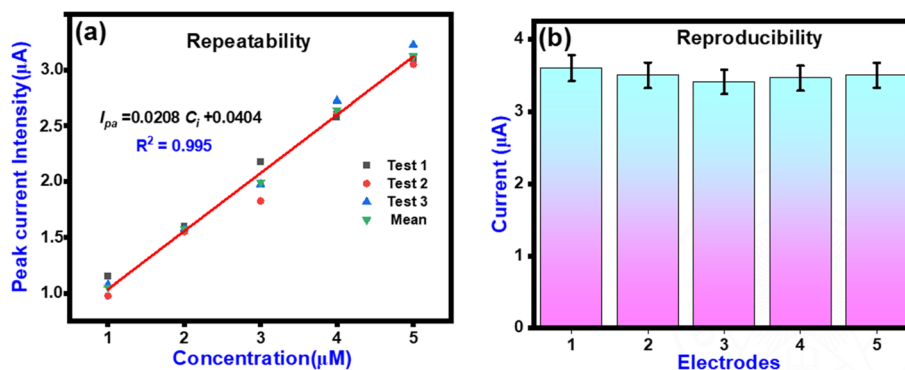 (a)
Repeatability
Ipa =0.0208 Ci +0.0404
R² = 0.995
Test 1
Test 2
Test 3
Mean
3.0
2.5
2.0
1.5
1.0
1 2 3 4 5
Peak current Intensity(μA)
Concentration(μM)
(b)
Reproducibility
4
3
2
1
0
1 2 3 4 5
Current (μA)
Electrodes